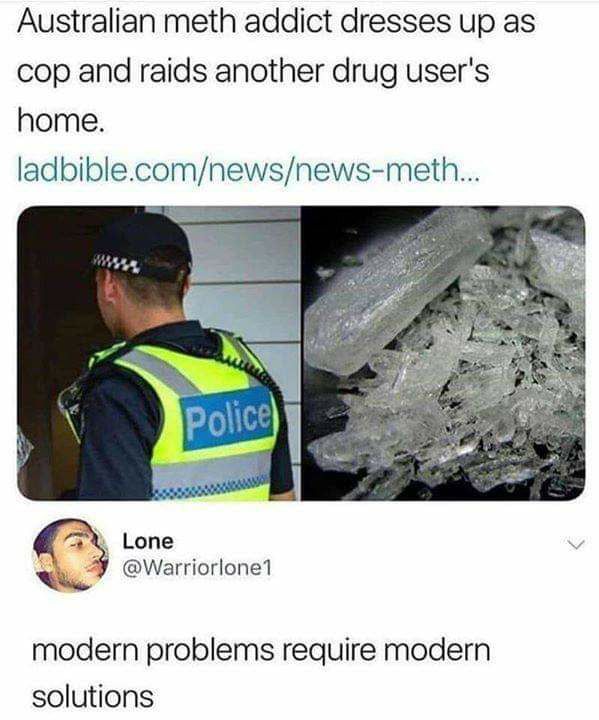 Australian meth addict dresses up as
cop and raids another drug user's
home.
ladbible.com/news/news-meth...
Police
Lone
@Warriorlone1
modern problems require modern
solutions